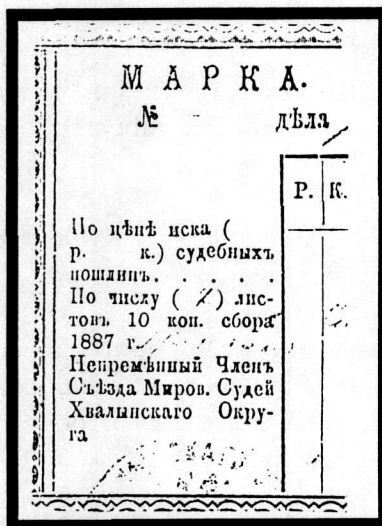 МАРКА.
№ дѣла
Р. К.
По цѣнѣ иска (
р. к.) судебныхъ
пошлинъ. . . . .
По числу ( ) лис-
товъ 10 коп. сбора
1887 г.
Непремѣнный Членъ
Съѣзда Миров. Судей
Хвалынскаго Окру-
га